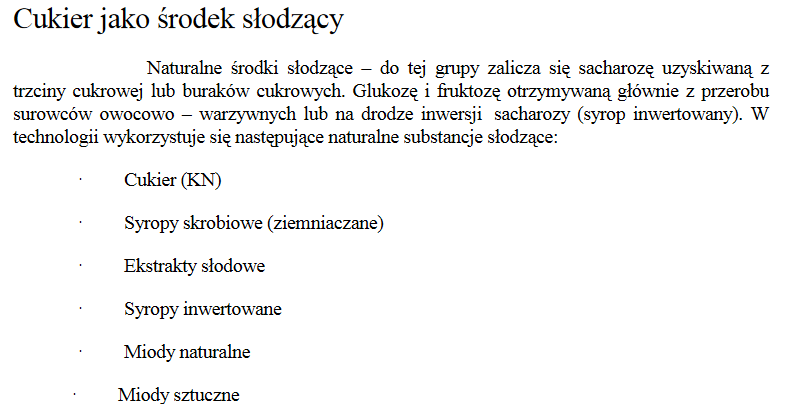 Cukier jako środek słodzący
Naturalne środki słodzące – do tej grupy zalicza się sacharozę uzyskiwaną z
trzciny cukrowej lub buraków cukrowych. Glukozę i fruktozę otrzymywaną głównie z przerobu
surowców owocowo – warzywnych lub na drodze inwersji sacharozy (syrop inwertowany). W
technologii wykorzystuje się następujące naturalne substancje słodzące:
· Cukier (KN)
· Syropy skrobiowe (ziemniaczane)
· Ekstrakty słodowe
· Syropy inwertowane
· Miody naturalne
· Miody sztuczne